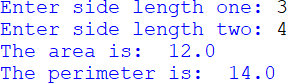 Enter side length one: 3
Enter side length two: 4
The area is:  12.0
The perimeter is:  14.0